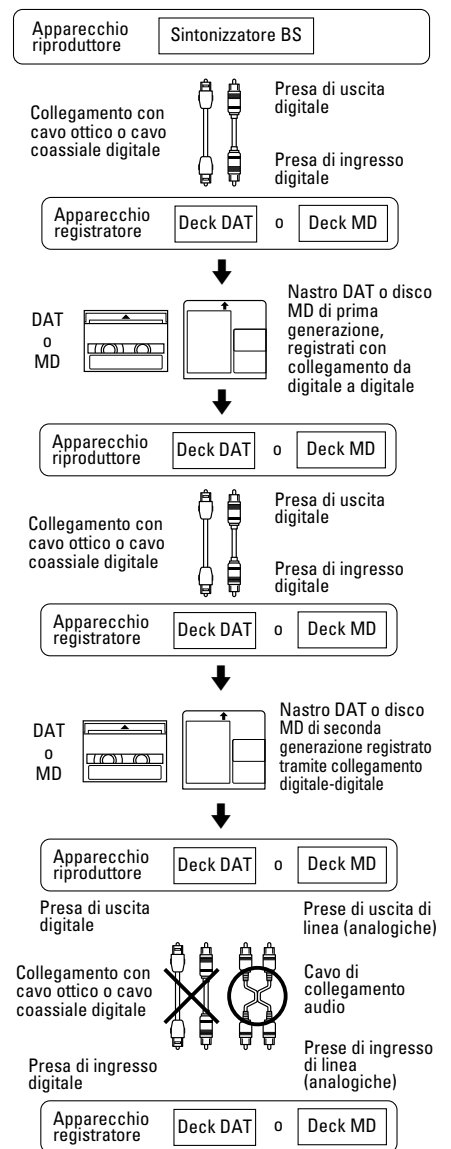 Apparecchio
riproduttore
Sintonizzatore BS
Collegamento con
cavo ottico o cavo
coassiale digitale
Presa di uscita
digitale
Presa di ingresso
digitale
Apparecchio
registratore
Deck DAT o Deck MD
DAT
o
MD
Nastro DAT o disco
MD di prima
generazione,
registrati con
collegamento da
digitale a digitale
Apparecchio
riproduttore
Deck DAT o Deck MD
Collegamento con
cavo ottico o cavo
coassiale digitale
Presa di uscita
digitale
Presa di ingresso
digitale
Apparecchio
registratore
Deck DAT o Deck MD
DAT
o
MD
Nastro DAT o disco
MD di seconda
generazione registrato
tramite collegamento
digitale-digitale
Apparecchio
riproduttore
Deck DAT o Deck MD
Presa di uscita
digitale
Prese di uscita di
linea (analogiche)
Collegamento con
cavo ottico o cavo
coassiale digitale
Cavo di
collegamento
audio
Presa di ingresso
digitale
Prese di ingresso
di linea
(analogiche)
Apparecchio
registratore
Deck DAT o Deck MD